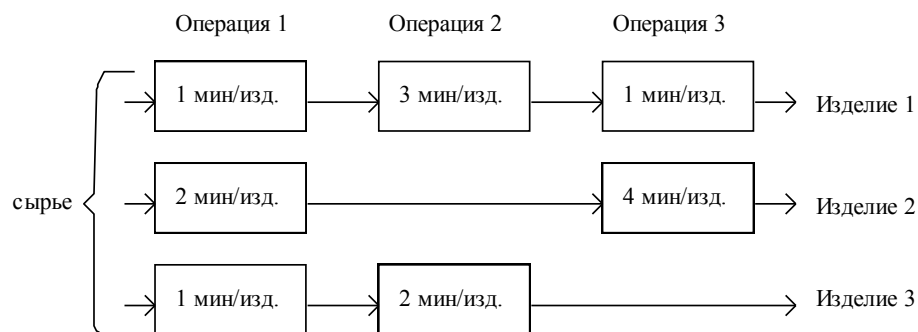 Операция 1 Операция 2 Операция 3
1 мин/изд. 3 мин/изд. 1 мин/изд. Изделие 1
сырье 2 мин/изд. 4 мин/изд. Изделие 2
1 мин/изд. 2 мин/изд. Изделие 3